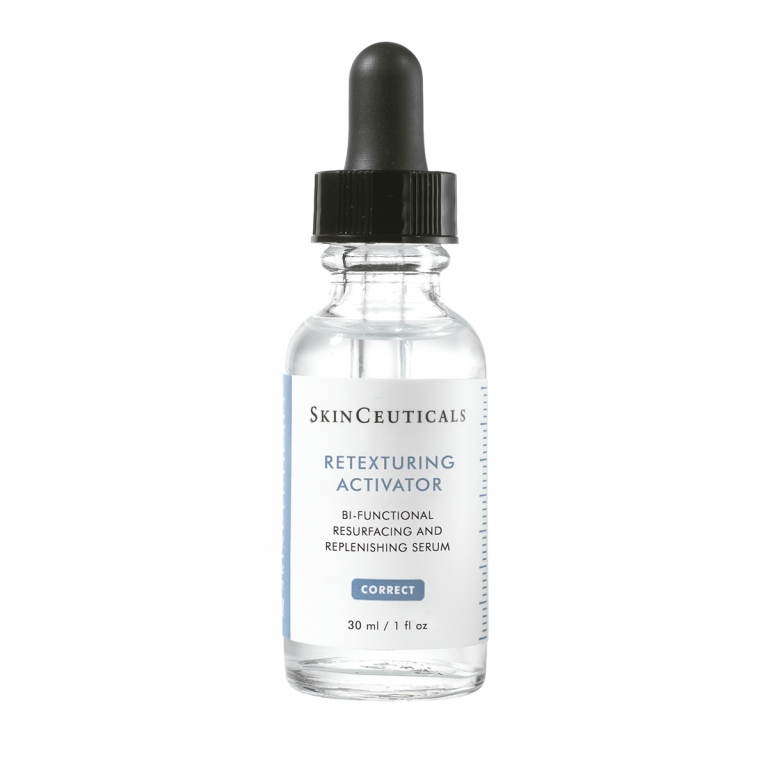 SKINCEUTICALS
RETEXTURING
ACTIVATOR
BI-FUNCTIONAL
RESURFACING AND
REPLENISHING SERUM
CORRECT
30 ml / 1 fl oz